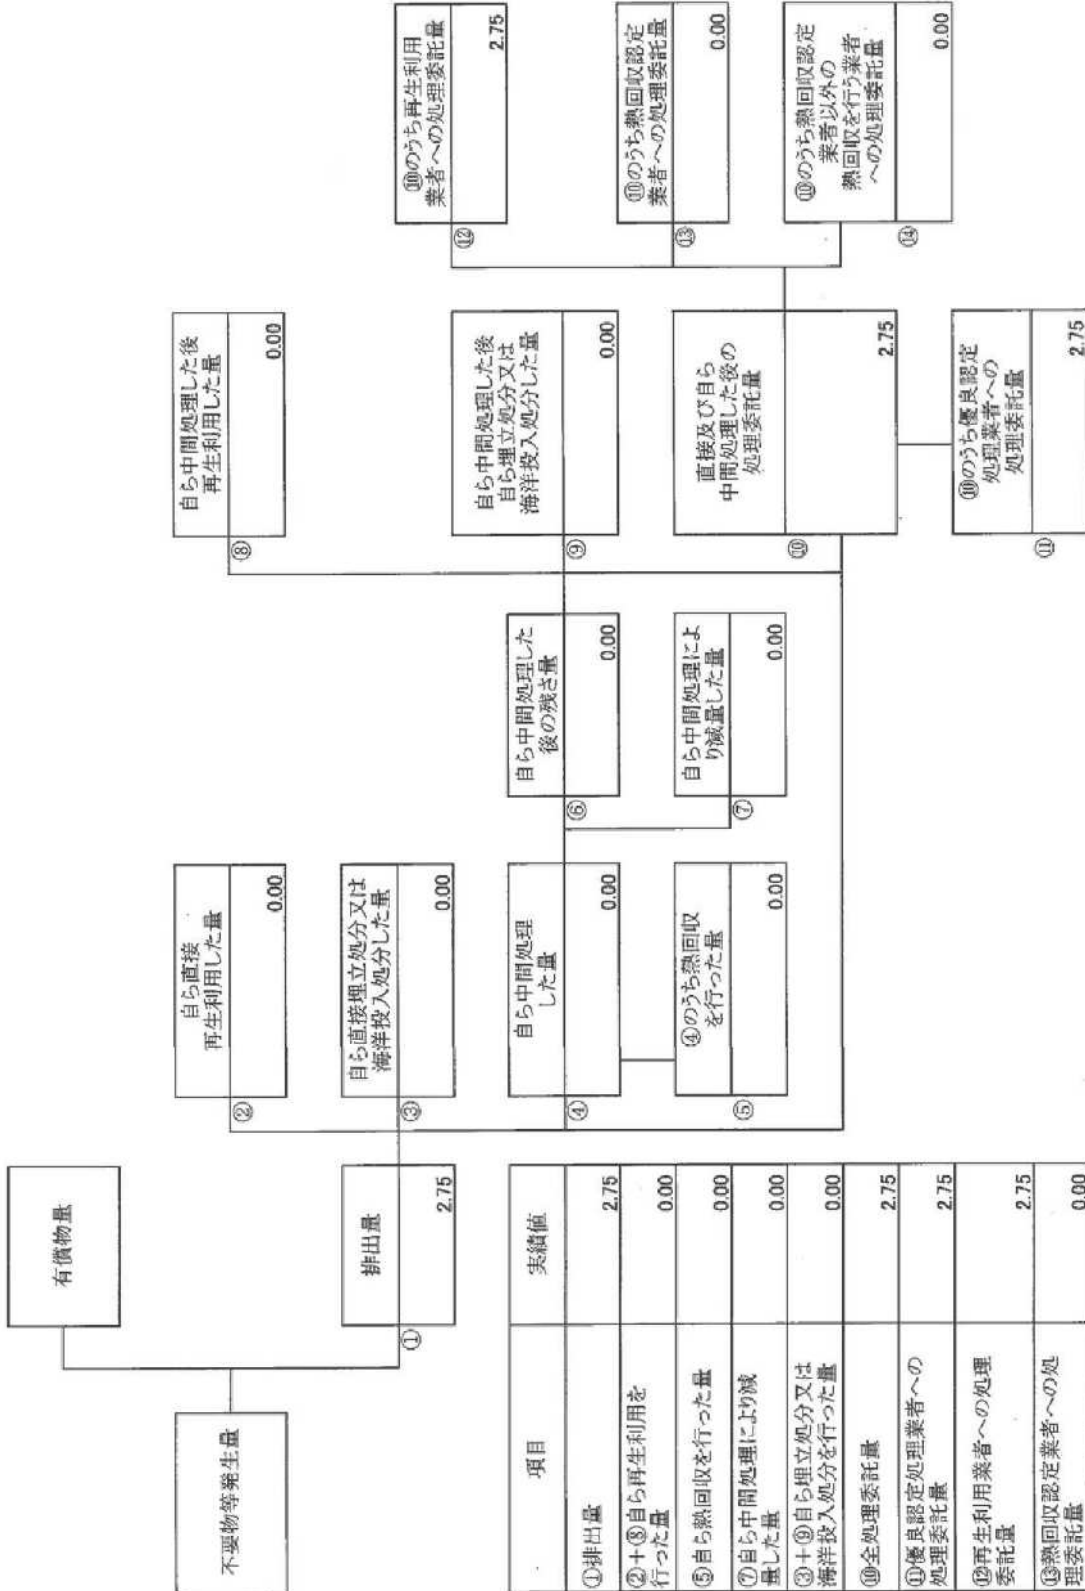 有償物量
不要物等発生量
排出量
①
2.75
自ら直接
再生利用した量
②
0.00
自ら直接埋立処分又は
海洋投入処分した量
③
0.00
自ら中間処理
した量
④
0.00
④のうち熱回収
を行った量
⑤
0.00
自ら中間処理した
後の残さ量
⑥
0.00
自ら中間処理によ
り減量した量
⑦
0.00
自ら中間処理した後
再生利用した量
⑧
0.00
自ら中間処理した後
自ら埋立処分又は
海洋投入処分した量
⑨
0.00
直接及び自ら
中間処理した後の
処理委託量
⑩
2.75
⑩のうち優良認定
処理業者への
処理委託量
⑪
2.75
⑩のうち再生利用
業者への処理委託量
⑫
2.75
⑩のうち熱回収認定
業者への処理委託量
⑬
0.00
⑩のうち熱回収認定
業者以外の
熱回収を行う業者
への処理委託量
⑭
0.00
項目 実績値
①排出量 2.75
②+⑧自ら再生利用を
行った量 0.00
⑤自ら熱回収を行った量 0.00
⑦自ら中間処理により減
量した量 0.00
③+⑨自ら埋立処分又は
海洋投入処分を行った量 0.00
⑩全処理委託量 2.75
⑪優良認定処理業者への
処理委託量 2.75
⑫再生利用業者への処理
委託量 2.75
⑬熱回収認定業者への処
理委託量 0.00